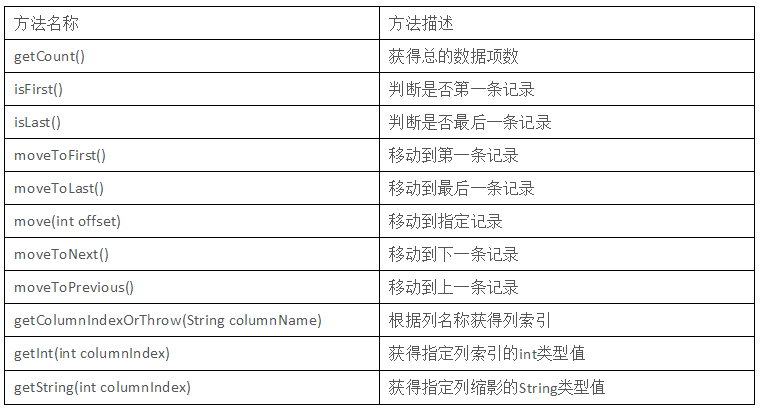 方法名称 方法描述
getCount() 获得总的数据项数
isFirst() 判断是否第一条记录
isLast() 判断是否最后一条记录
moveToFirst() 移动到第一条记录
moveToLast() 移动到最后一条记录
move(int offset) 移动到指定记录
moveToNext() 移动到下一条记录
moveToPrevious() 移动到上一条记录
getColumnIndexOrThrow(String columnName) 根据列名称获得列索引
getInt(int columnIndex) 获得指定列索引的int类型值
getString(int columnIndex) 获得指定列缩影的String类型值